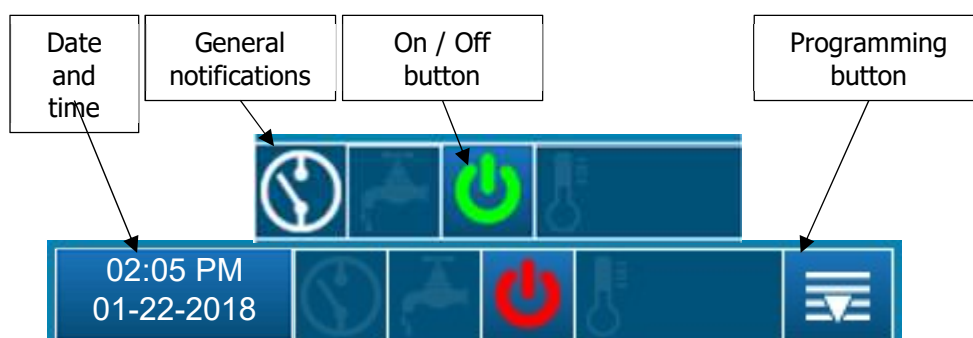 Date
and
time
General
notifications
On / Off
button
Programming
button
02:05 PM
01-22-2018